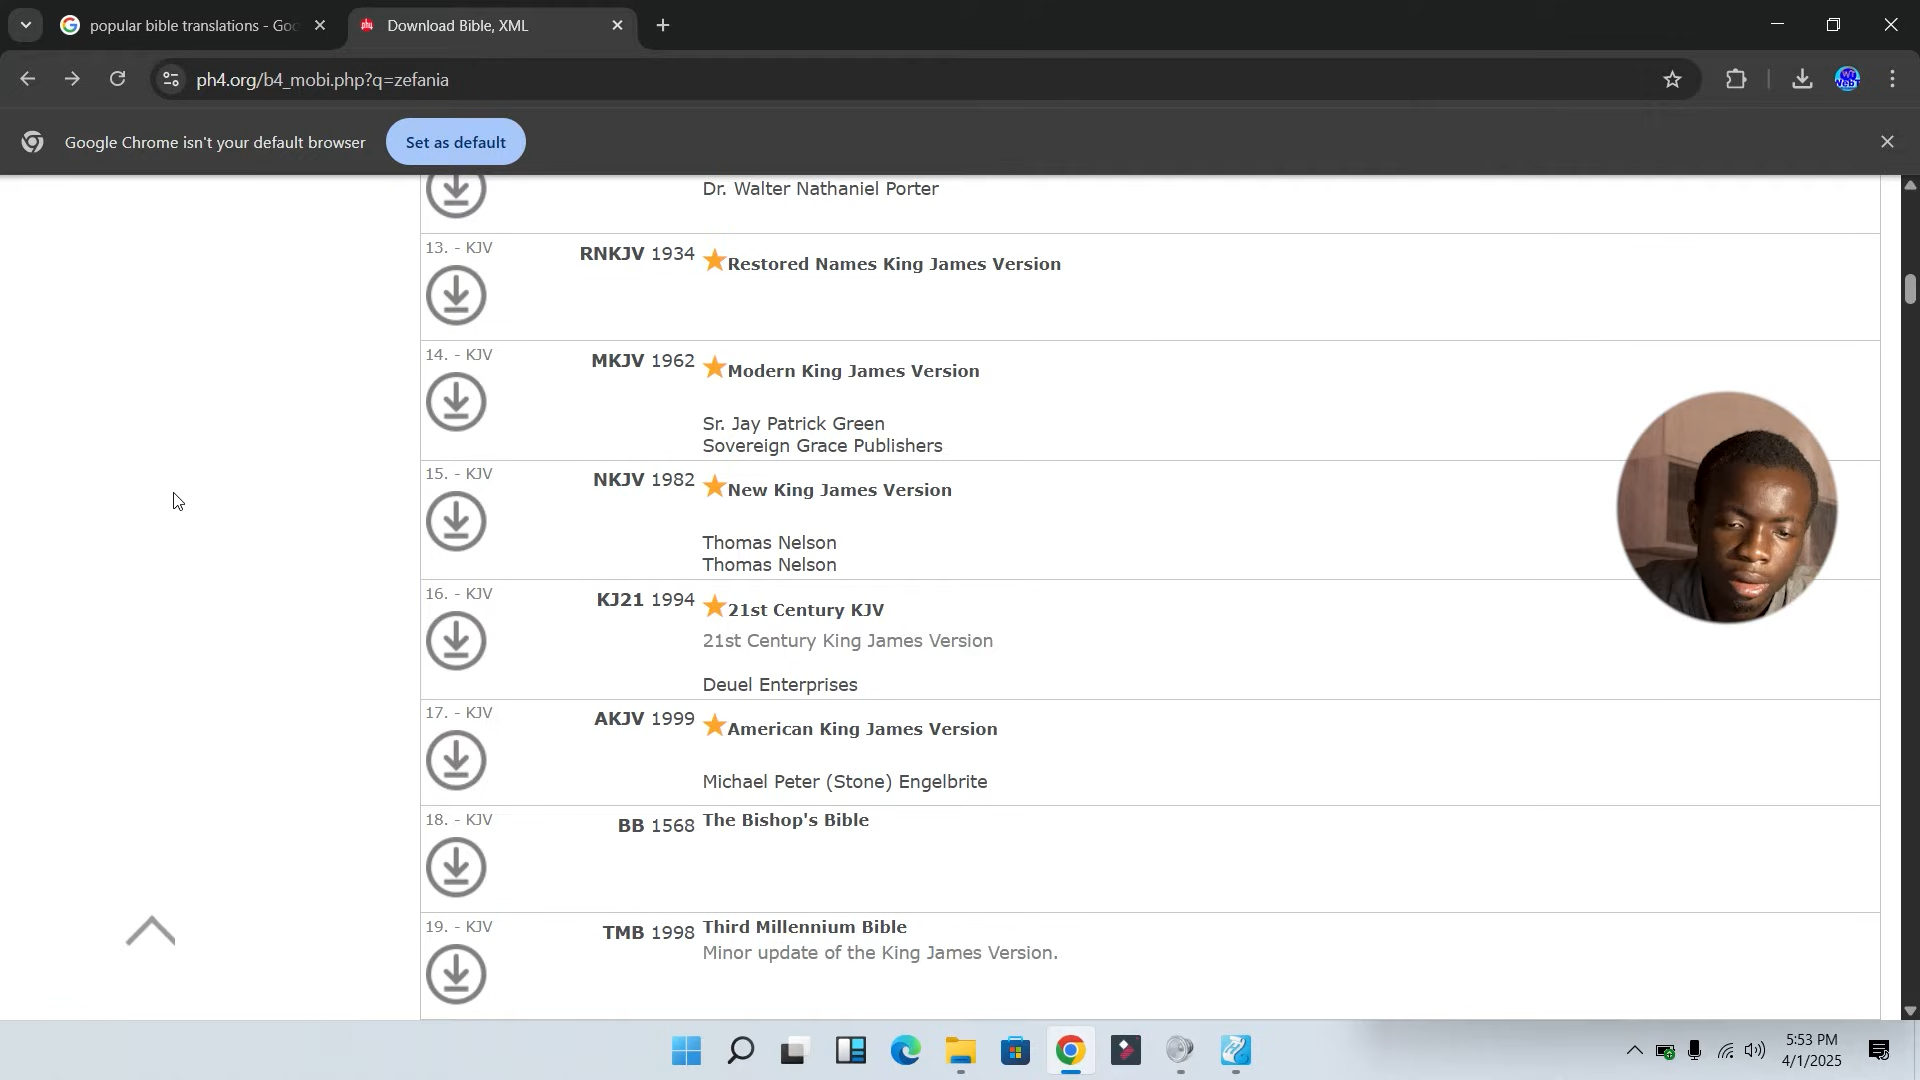 popular bible translations - Goo
Download Bible, XML
ph4.org/b4_mobi.php?q=zefania
Google Chrome isn't your default browser
Set as default
Dr. Walter Nathaniel Porter
13. - KJV
RNKJV 1934
Restored Names King James Version
14. - KJV
MKJV 1962
Modern King James Version
Sr. Jay Patrick Green
Sovereign Grace Publishers
15. - KJV
NKJV 1982
New King James Version
Thomas Nelson
Thomas Nelson
16. - KJV
KJ21 1994
21st Century KJV
21st Century King James Version
Deuel Enterprises
17. - KJV
AKJV 1999
American King James Version
Michael Peter (Stone) Engelbrite
18. - KJV
BB 1568
The Bishop's Bible
19. - KJV
TMB 1998
Third Millennium Bible
Minor update of the King James Version.
5:53 PM
4/1/2025